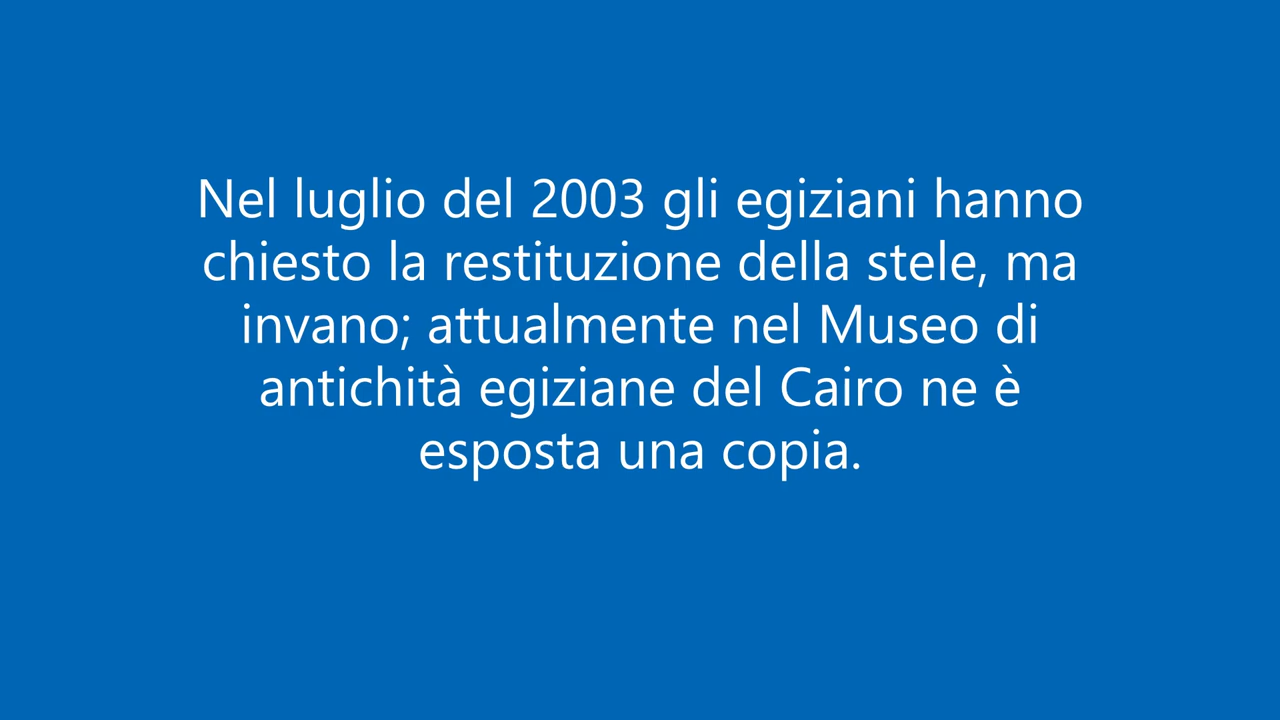 Nel luglio del 2003 gli egiziani hanno
chiesto la restituzione della stele, ma
invano; attualmente nel Museo di
antichità egiziane del Cairo ne è
esposta una copia.